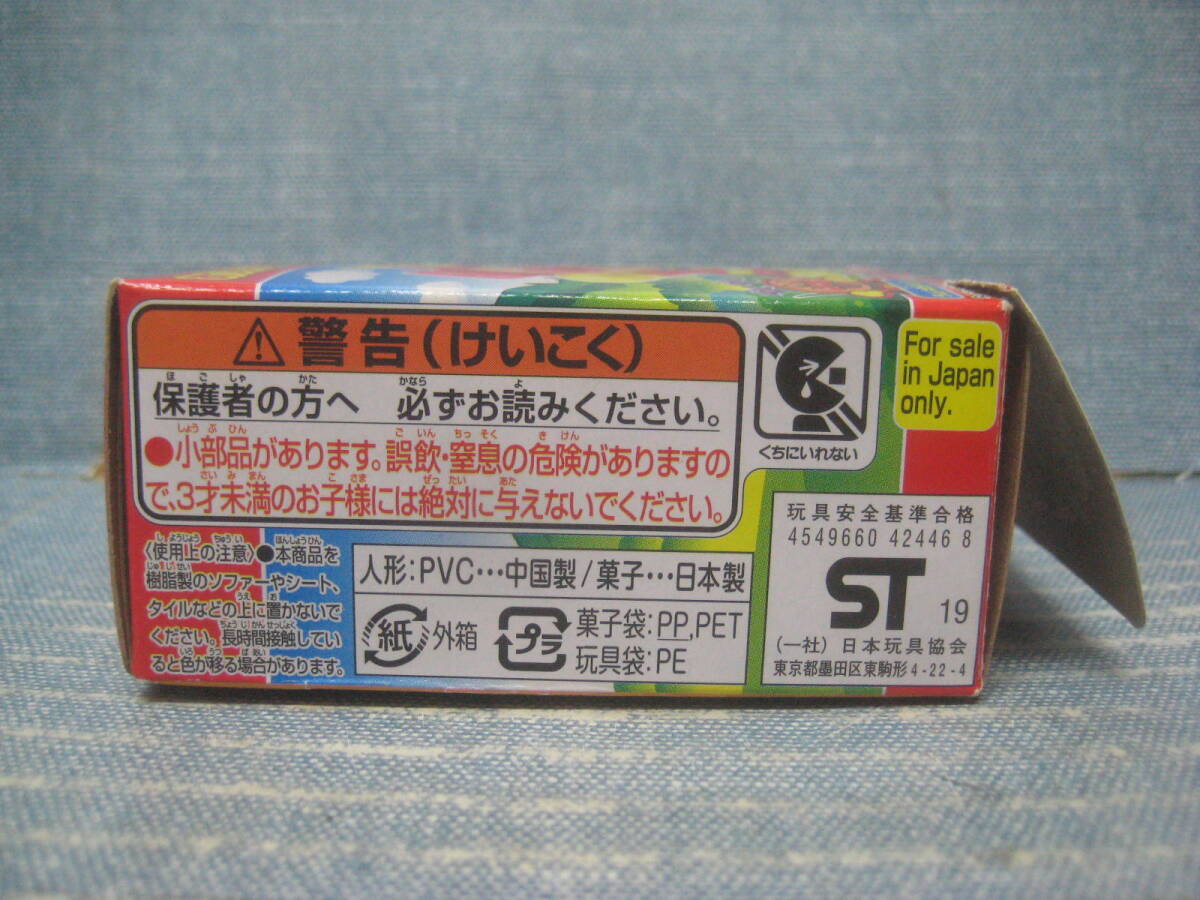 警告(けいこく)
保護者の方へ 必ずお読みください。
●小部品があります。誤飲・窒息の危険がありますの
で、3才未満のお子様には絶対に与えないでください。
〈使用上の注意〉●本商品を
樹脂製のソファーやシート、
タイルなどの上に置かないで
ください。長時間接触してい
ると色が移る場合があります。
人形:PVC…中国製/菓子…日本製
紙 外箱
プラ 菓子袋:PP,PET
玩具袋:PE
くちにいれない
For sale
in Japan
only.
玩具安全基準合格
4549660 42446 8
ST 19
(一社)日本玩具協会
東京都墨田区東駒形4-22-4